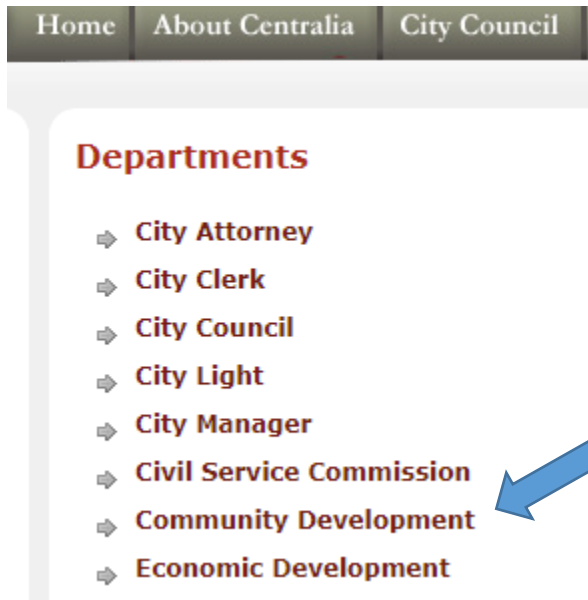 Home About Centralia City Council
Departments
City Attorney
City Clerk
City Council
City Light
City Manager
Civil Service Commission
Community Development
Economic Development